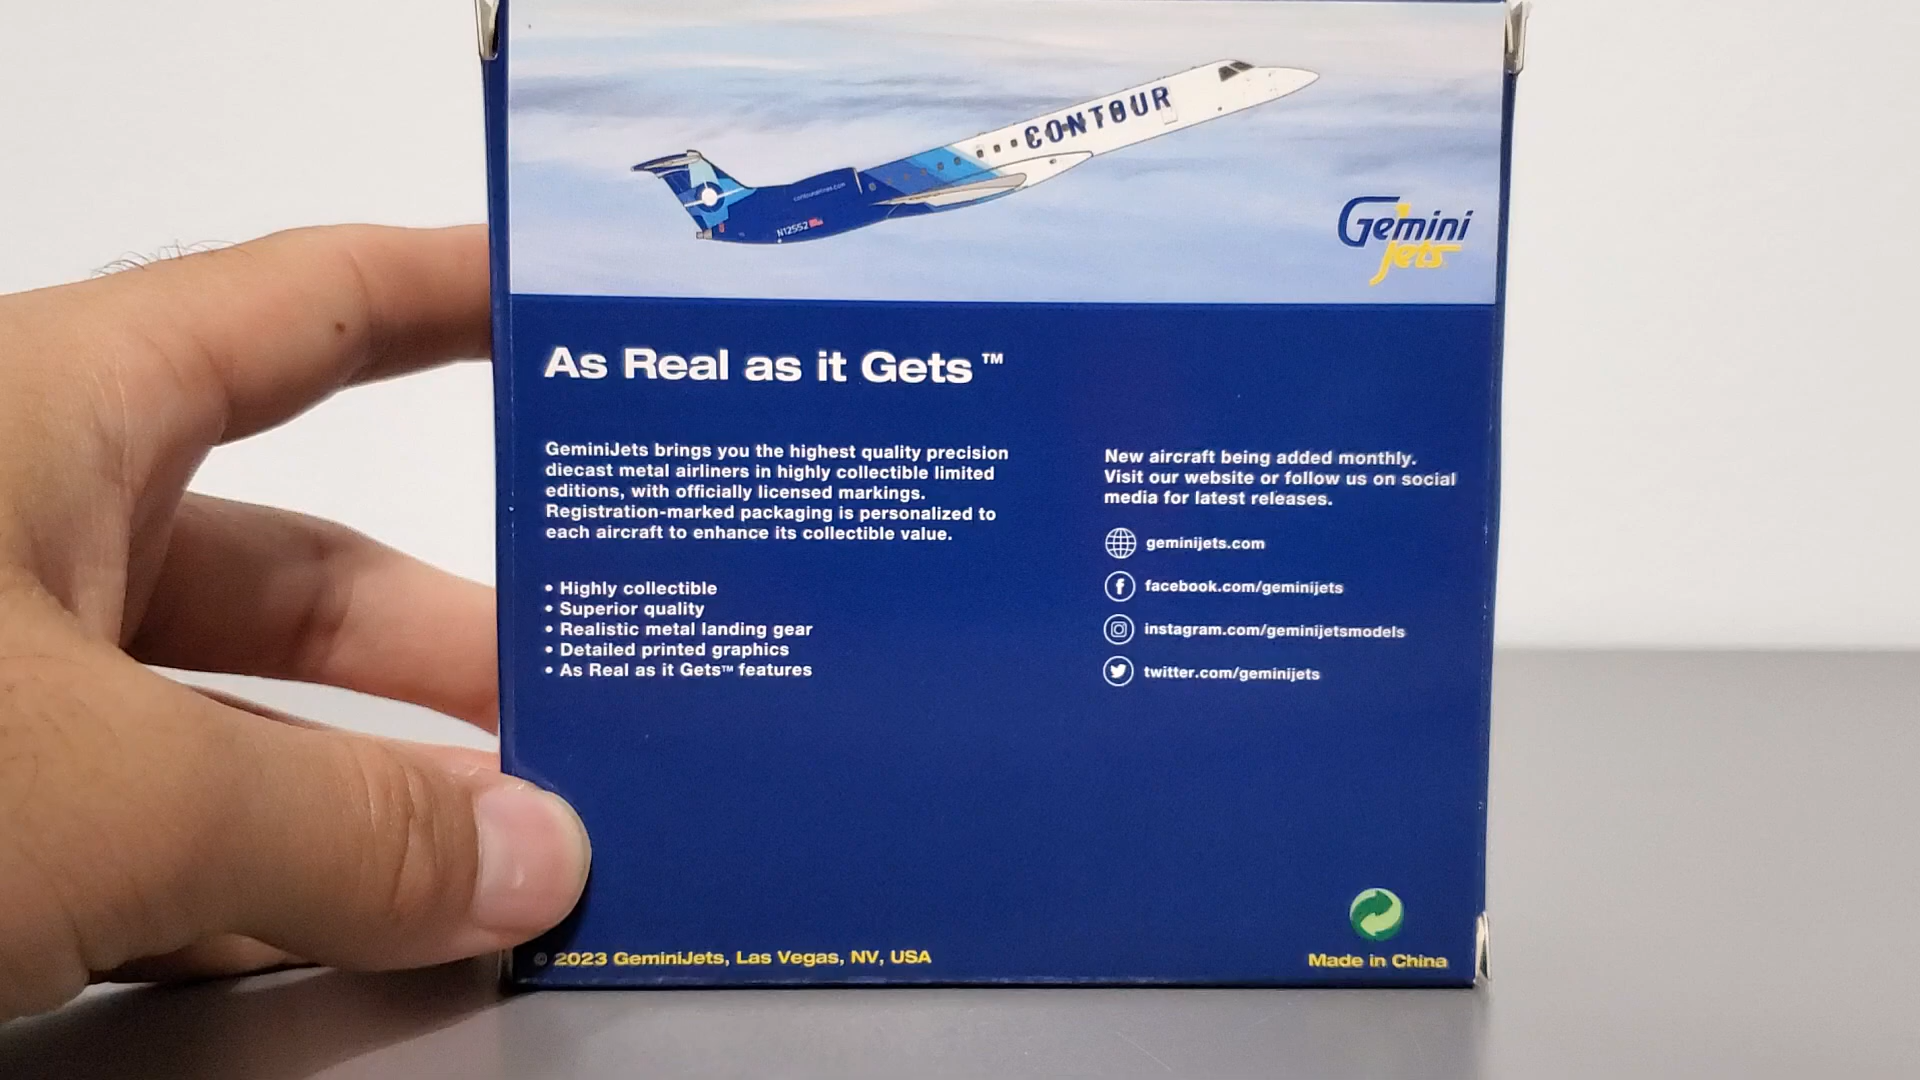 CONTOUR
contourairlines.com
N12552
Gemini
Jets
As Real as it Gets™
GeminiJets brings you the highest quality precision
diecast metal airliners in highly collectible limited
editions, with officially licensed markings.
Registration-marked packaging is personalized to
each aircraft to enhance its collectible value.
• Highly collectible
• Superior quality
• Realistic metal landing gear
• Detailed printed graphics
• As Real as it Gets™ features
New aircraft being added monthly.
Visit our website or follow us on social
media for latest releases.
geminijets.com
facebook.com/geminijets
instagram.com/geminijetsmodels
twitter.com/geminijets
© 2023 GeminiJets, Las Vegas, NV, USA
Made in China